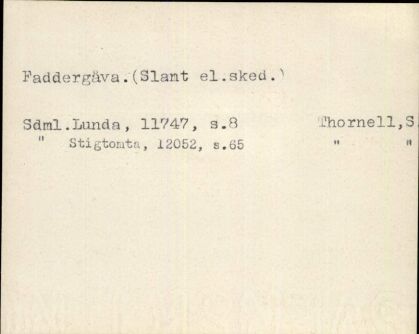 Faddergåva.(Slant el.sked.)
Sdml.Lunda, 11747, s.8 Thornell,S.
" Stigtomta, 12052, s.65 " "